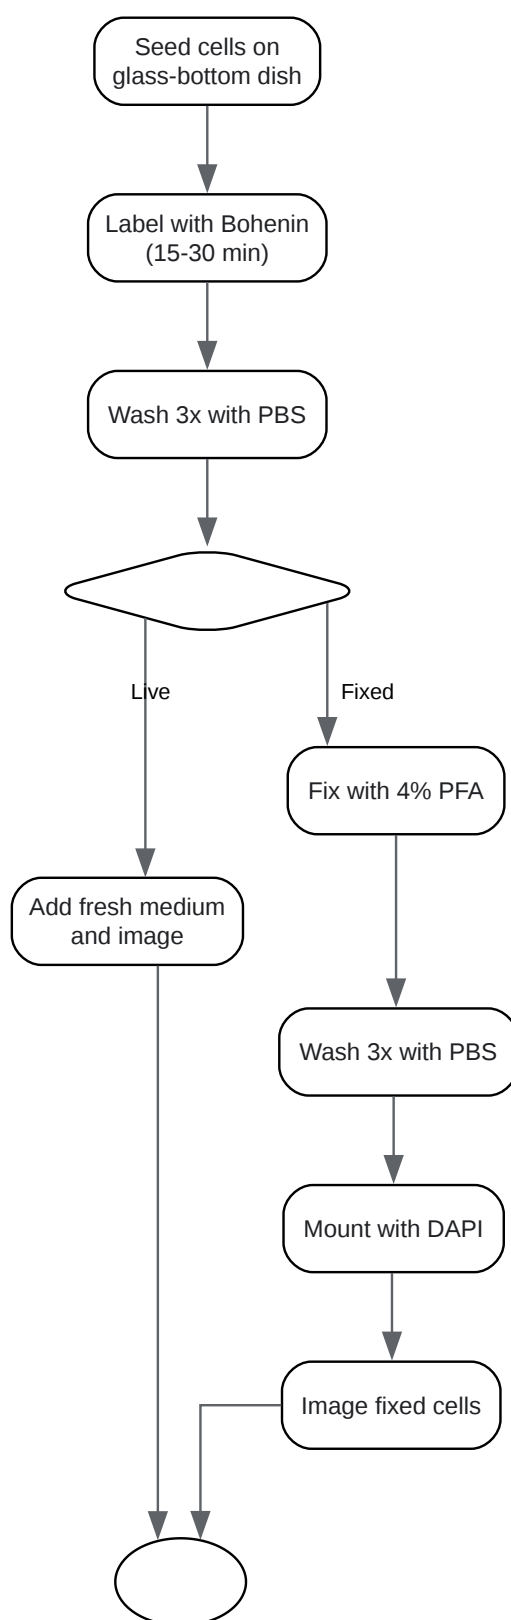 Seed cells on
glass-bottom dish
Label with Bohenin
(15-30 min)
Wash 3x with PBS
Live
Fixed
Fix with 4% PFA
Add fresh medium
and image
Wash 3x with PBS
Mount with DAPI
Image fixed cells